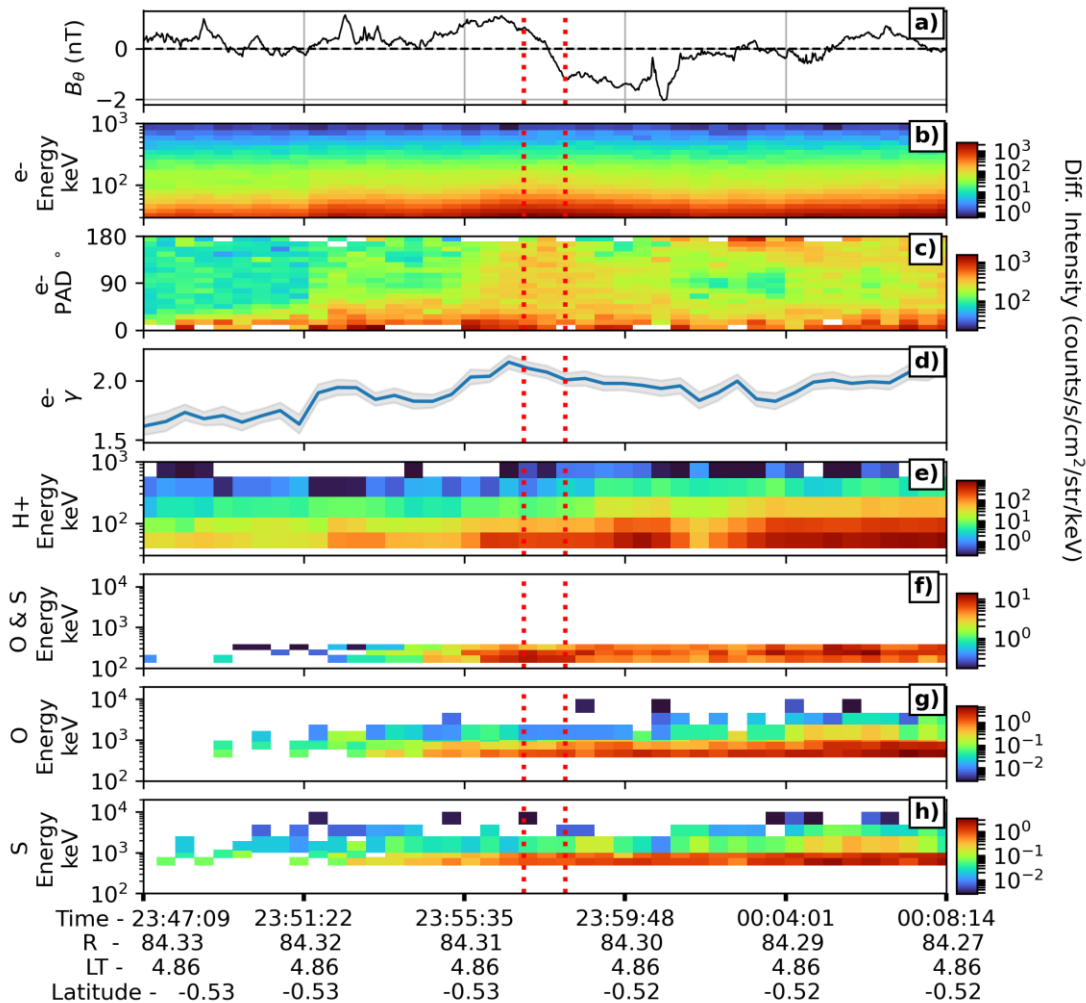 a)
0
−2
B_θ (nT)
b)
10³
10²
e-
Energy
keV
10³
10²
10¹
10⁰
c)
180
90
0
e-
PAD °
10³
10²
d)
2.0
1.5
e-
γ
e)
10³
10²
H+
Energy
keV
10²
10¹
10⁰
f)
10⁴
10³
10²
O & S
Energy
keV
10¹
10⁰
g)
10⁴
10³
10²
O
Energy
keV
10⁰
10⁻¹
10⁻²
h)
10⁴
10³
10²
S
Energy
keV
10⁰
10⁻¹
10⁻²
Diff. Intensity (counts/s/cm²/str/keV)
Time - 23:47:09 23:51:22 23:55:35 23:59:48 00:04:01 00:08:14
R - 84.33 84.32 84.31 84.30 84.29 84.27
LT - 4.86 4.86 4.86 4.86 4.86 4.86
Latitude - -0.53 -0.53 -0.53 -0.52 -0.52 -0.52